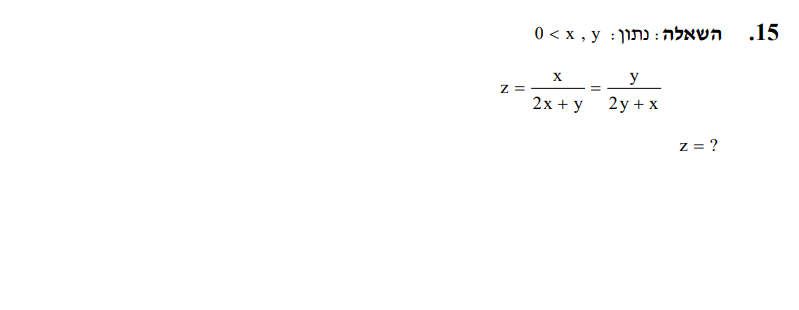 15. השאלה: נתון: 0 < x , y
z = x / (2x + y) = y / (2y + x)
z = ?